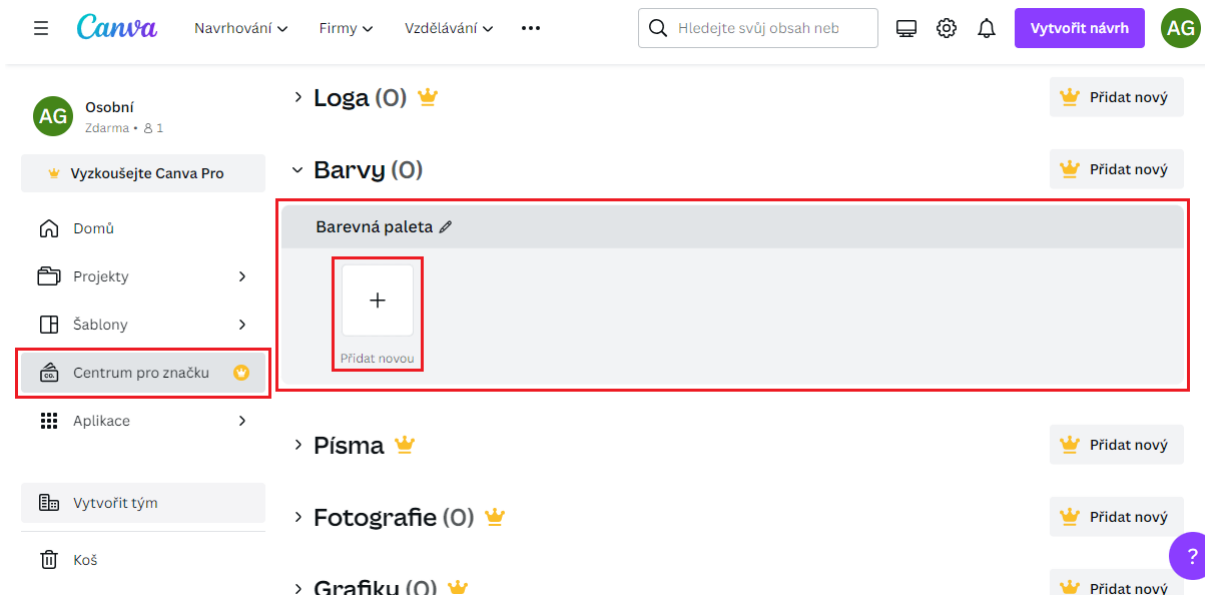 Canva Navrhování Firmy Vzdělávání ••• Hledejte svůj obsah neb Vytvořit návrh AG
AG Osobní
Zdarma • 1
Vyzkoušejte Canva Pro
Domů
Projekty
Šablony
CO. Centrum pro značku
Aplikace
Vytvořit tým
Koš
Loga (0) Přidat nový
Barvy (0) Přidat nový
Barevná paleta
+
Přidat novou
Písma Přidat nový
Fotografie (0) Přidat nový
?
Grafiky (0) Přidat nový